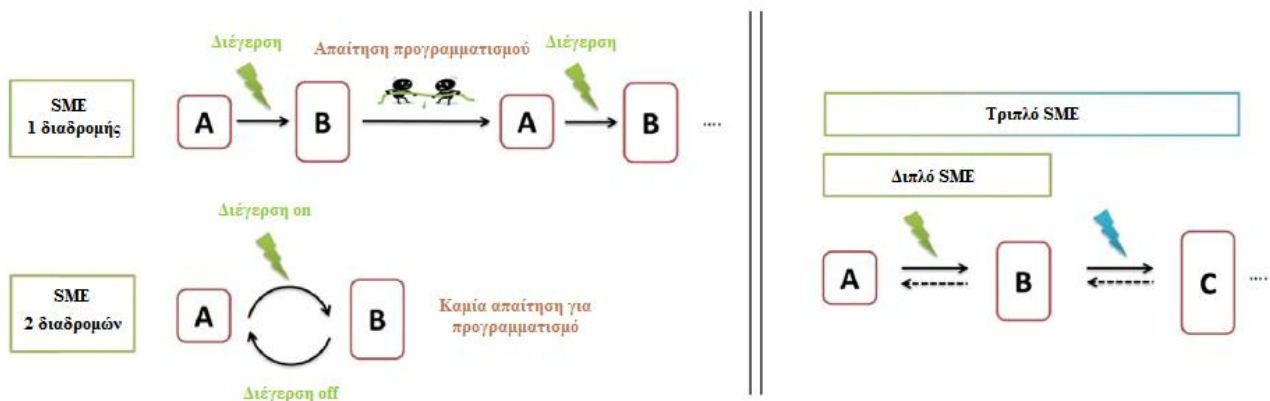 Διέγερση
Απαίτηση προγραμματισμού
Διέγερση
SME
1 διαδρομής
A
B
A
B
....
Διέγερση on
SME
2 διαδρομών
A
B
Καμία απαίτηση για
προγραμματισμό
Διέγερση off
Τριπλό SME
Διπλό SME
A
B
C
....